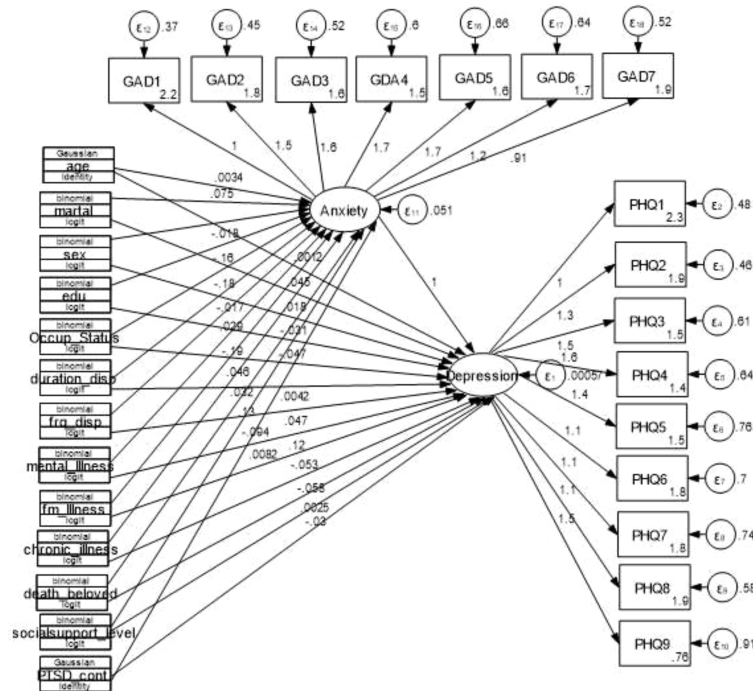 ε12 .37 ε13 .45 ε14 .52 ε15 .6 ε16 .66 ε17 .64 ε18 .52
GAD1 GAD2 GAD3 GDA4 GAD5 GAD6 GAD7
2.2 1.8 1.6 1.5 1.6 1.7 1.9
1 1.5 1.6 1.7 1.7 1.2 .91
Gaussian
age
identity
binomial
martal
logit
binomial
sex
logit
binomial
edu
logit
binomial
Occup_Status
logit
binomial
duration_disp
logit
binomial
frq_disp
logit
binomial
mental_Illness
logit
binomial
fm_Illness
logit
binomial
chronic_illness
logit
binomial
death_beloved
logit
binomial
socialsupport_level
logit
Gaussian
PTSD_cont
identity
.0034
.075
-.018
-.16
-.18
-.017
.029
-.19
.046
.032
.13
-.094
.0082
Anxiety
ε11 .051
.0012
.045
.018
-.031
-.047
.0042
.047
.12
-.053
-.058
.0025
-.03
1
Depression
ε1 .00057
1
1.3
1.5
1.6
1.4
1.1
1.1
1.1
1.5
PHQ1
2.3
ε2 .48
PHQ2
1.9
ε3 .46
PHQ3
1.5
ε4 .61
PHQ4
1.4
ε5 .64
PHQ5
1.5
ε6 .76
PHQ6
1.8
ε7 .7
PHQ7
1.8
ε8 .74
PHQ8
1.9
ε9 .58
PHQ9
.76
ε10 .91